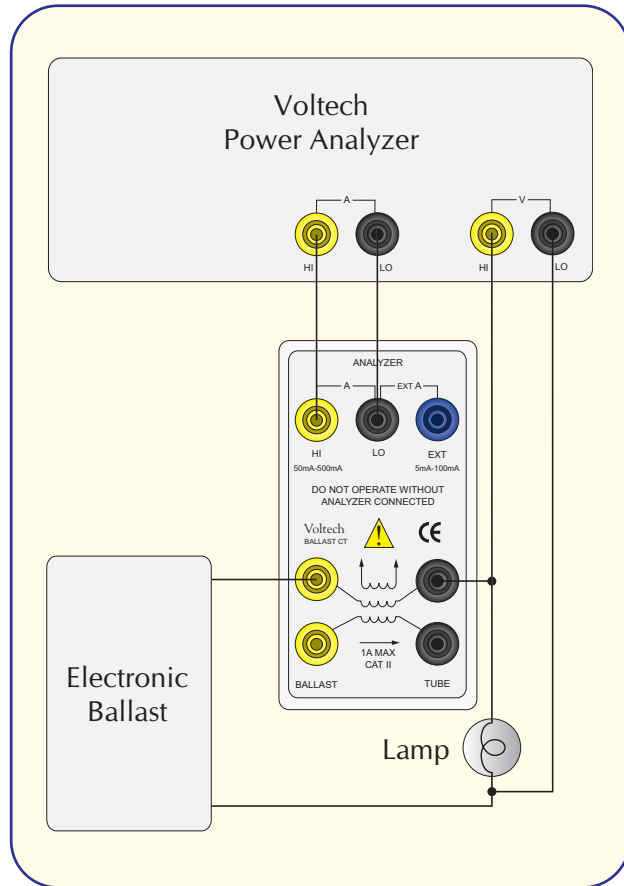 Voltech
Power Analyzer
A
V
HI
LO
HI
LO
ANALYZER
A
EXT A
HI
LO
EXT
50mA-500mA
5mA-100mA
DO NOT OPERATE WITHOUT
ANALYZER CONNECTED
Voltech
BALLAST CT
!
CE
1A MAX
CAT II
BALLAST
TUBE
Electronic
Ballast
Lamp